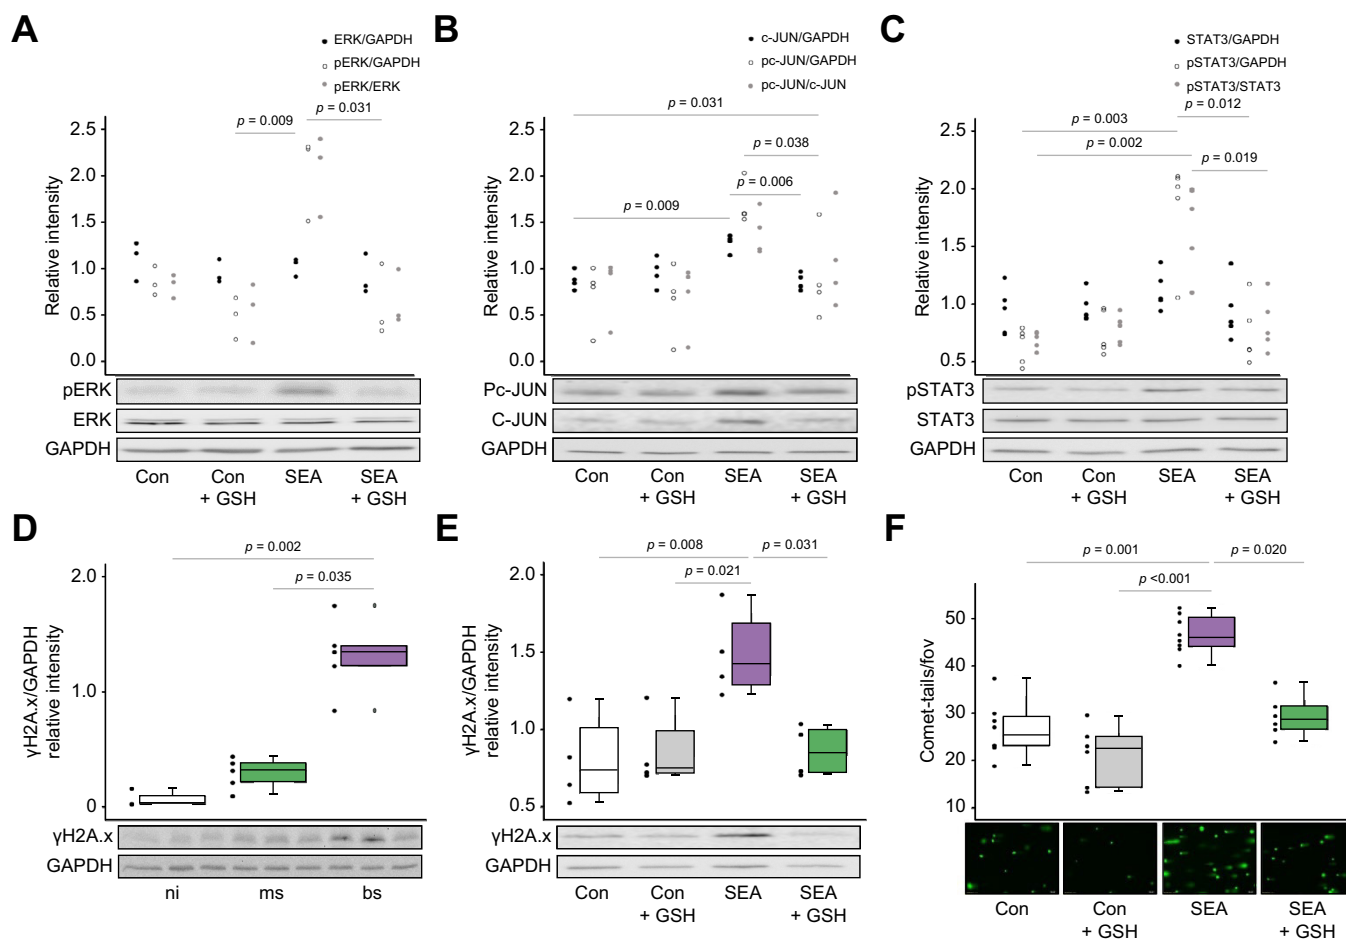 A
ERK/GAPDH
pERK/GAPDH
pERK/ERK
p = 0.009
p = 0.031
Relative intensity
2.5
2.0
1.5
1.0
0.5
0.0
pERK
ERK
GAPDH
Con
Con
+ GSH
SEA
SEA
+ GSH
B
c-JUN/GAPDH
pc-JUN/GAPDH
pc-JUN/c-JUN
p = 0.031
p = 0.038
p = 0.006
p = 0.009
Relative intensity
2.5
2.0
1.5
1.0
0.5
0.0
Pc-JUN
C-JUN
GAPDH
Con
Con
+ GSH
SEA
SEA
+ GSH
C
STAT3/GAPDH
pSTAT3/GAPDH
pSTAT3/STAT3
p = 0.012
p = 0.003
p = 0.002
p = 0.019
Relative intensity
2.5
2.0
1.5
1.0
0.5
pSTAT3
STAT3
GAPDH
Con
Con
+ GSH
SEA
SEA
+ GSH
D
p = 0.002
p = 0.035
γH2A.x/GAPDH
relative intensity
2.0
1.0
0
γH2A.x
GAPDH
ni
ms
bs
E
p = 0.008
p = 0.031
p = 0.021
γH2A.x/GAPDH
relative intensity
2.0
1.5
1.0
0.5
γH2A.x
GAPDH
Con
Con
+ GSH
SEA
SEA
+ GSH
F
p = 0.001
p = 0.020
p <0.001
Comet-tails/fov
50
40
30
20
10
Con
Con
+ GSH
SEA
SEA
+ GSH